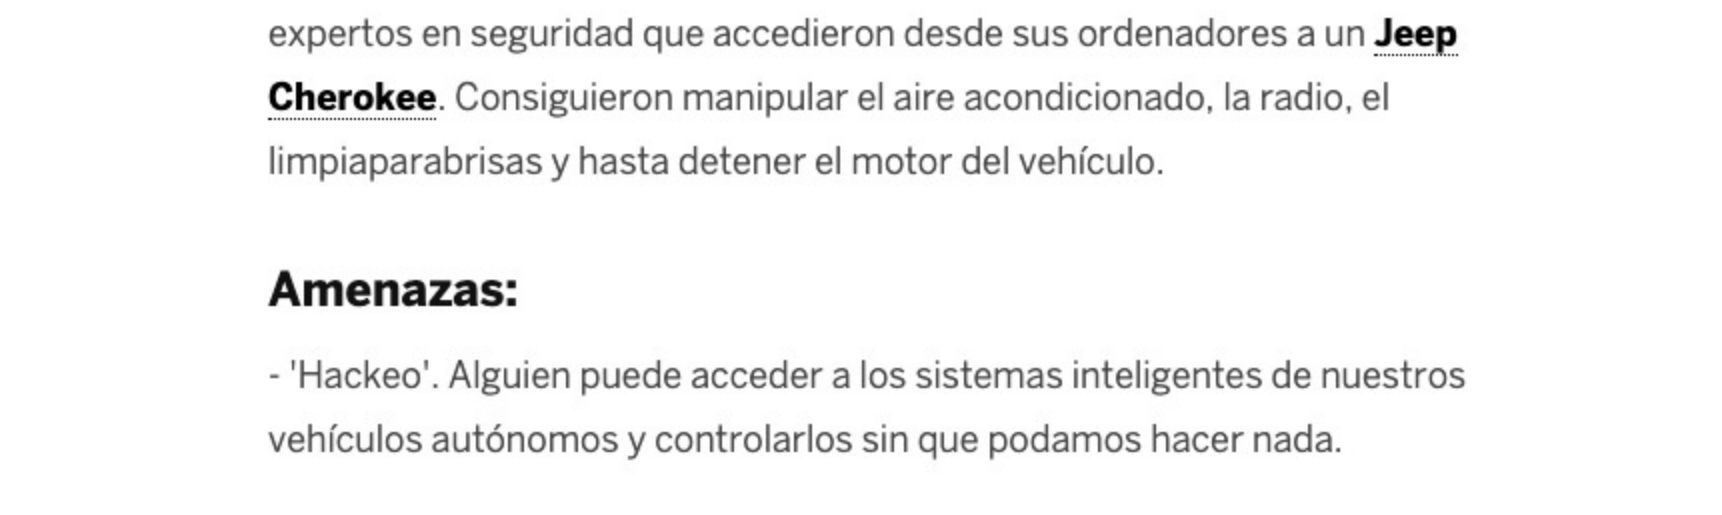 expertos en seguridad que accedieron desde sus ordenadores a un Jeep
Cherokee. Consiguieron manipular el aire acondicionado, la radio, el
limpiaparabrisas y hasta detener el motor del vehículo.
Amenazas:
- 'Hackeo'. Alguien puede acceder a los sistemas inteligentes de nuestros
vehículos autónomos y controlarlos sin que podamos hacer nada.